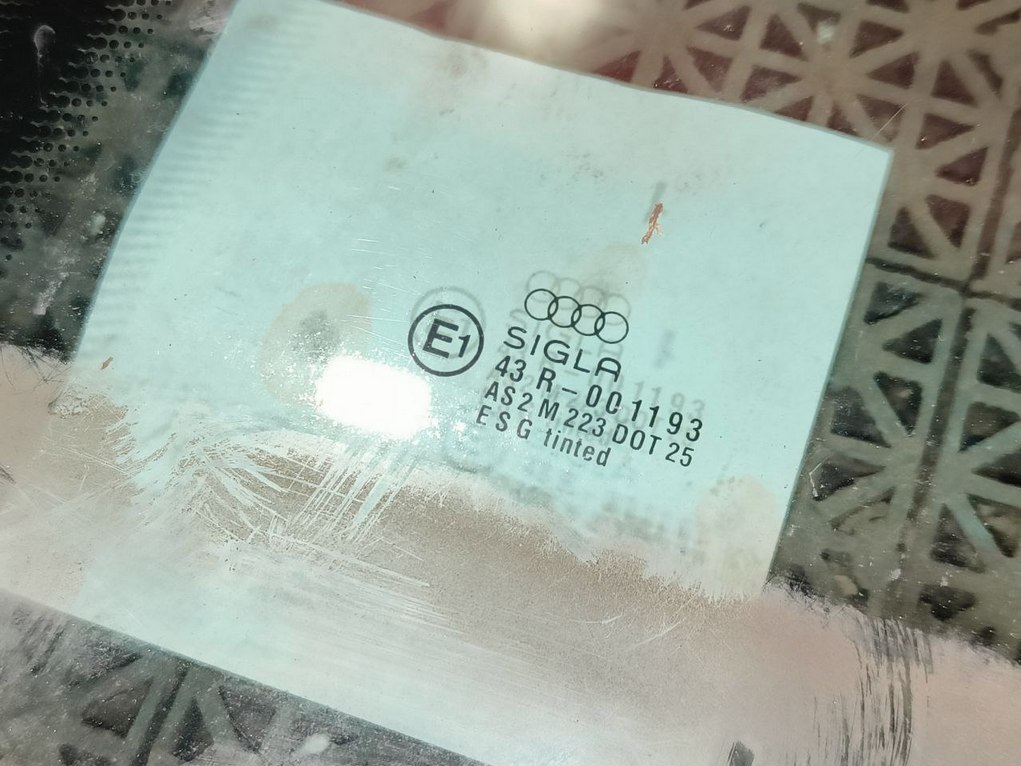 E1
SIGLA
43 R-001193
AS2 M223 DOT 25
ESG tinted